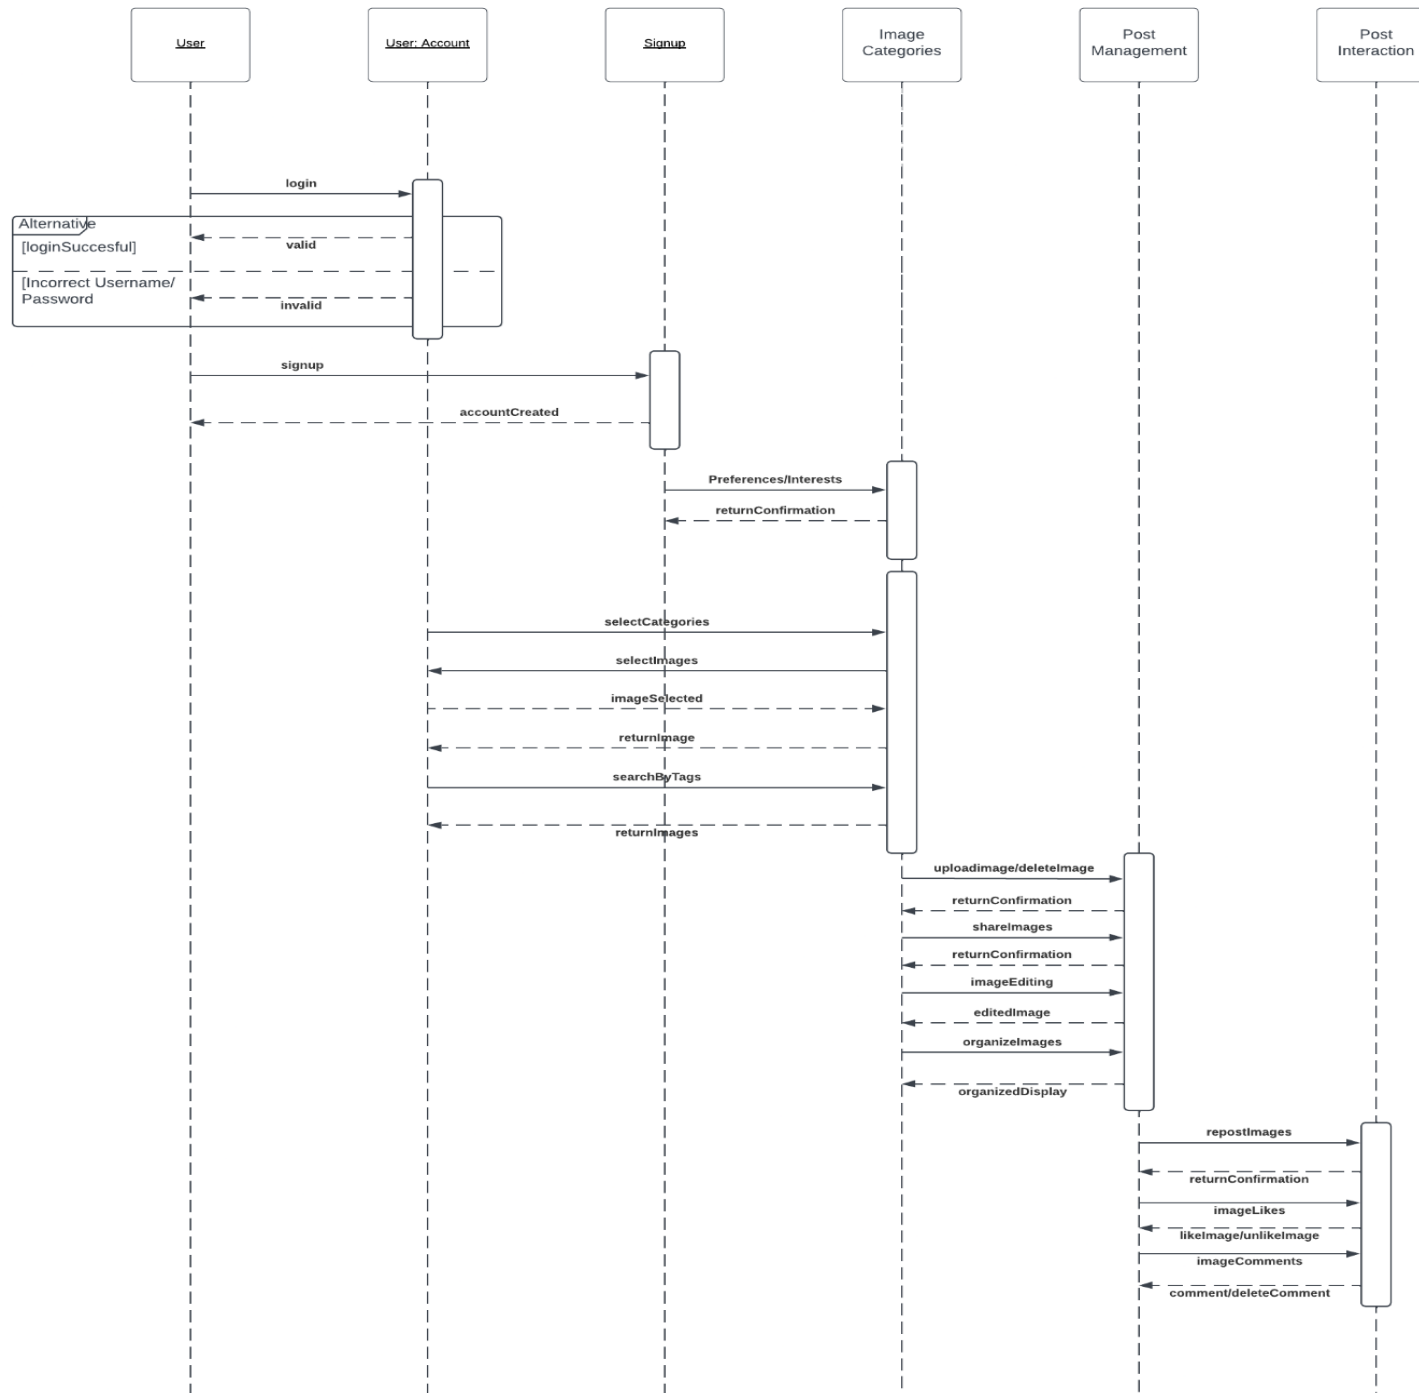 User
User: Account
Signup
Image
Categories
Post
Management
Post
Interaction
login
Alternative
[loginSuccesful]
valid
[Incorrect Username/
Password
invalid
signup
accountCreated
Preferences/Interests
returnConfirmation
selectCategories
selectImages
imageSelected
returnImage
searchByTags
returnImages
uploadimage/deleteImage
returnConfirmation
shareImages
returnConfirmation
imageEditing
editedImage
organizeImages
organizedDisplay
repostImages
returnConfirmation
imageLikes
likeImage/unlikeImage
imageComments
comment/deleteComment